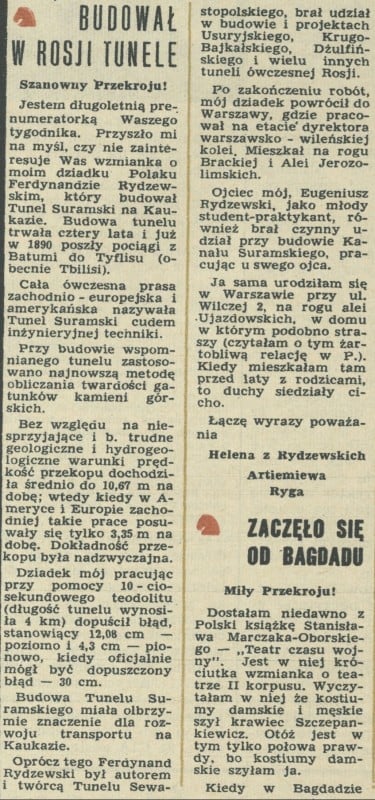 BUDOWAŁ
W ROSJI TUNELE
Szanowny Przekroju!
Jestem długoletnią pre-
numeratorką Waszego
tygodnika. Przyszło mi
na myśl, czy nie zainte-
resuje Was wzmianka o
moim dziadku Polaku
Ferdynandzie Rydzew-
skim, który budował
Tunel Suramski na Kau-
kazie. Budowa tunelu
trwała cztery lata i już
w 1890 poszły pociągi z
Batumi do Tyflisu (o-
becnie Tbilisi).
Cała ówczesna prasa
zachodnio-europejska i
amerykańska nazywała
Tunel Suramski cudem
inżynieryjnej techniki.
Przy budowie wspom-
nianego tunelu zastoso-
wano najnowszą metodę
obliczania twardości ga-
tunków kamieni gór-
skich.
Bez względu na nie-
sprzyjające i b. trudne
geologiczne i hydrogeo-
logiczne warunki pręd-
kość przekopu dochodzi-
ła średnio do 10,67 m na
dobę; wtedy kiedy w A-
meryce i Europie zacho-
dniej takie prace posu-
wały się tylko 3,35 m na
dobę. Dokładność prze-
kopu była nadzwyczajna.
Dziadek mój pracując
przy pomocy 10-cio-
sekundowego teodolitu
(długość tunelu wynosi-
ła 4 km) dopuścił błąd,
stanowiący 12,08 cm —
poziomo i 4,3 cm — pio-
nowo, kiedy oficjalnie
mógł być dopuszczony
błąd — 30 cm.
Budowa Tunelu Su-
ramskiego miała olbrzy-
mie znaczenie dla roz-
woju transportu na
Kaukazie.
Oprócz tego Ferdynand
Rydzewski był autorem
i twórcą Tunelu Sewa-
stopolskiego, brał udział
w budowie i projektach
Usuryjskiego, Krugo-
Bajkalskiego, Dżulfiń-
skiego i wielu innych
tuneli ówczesnej Rosji.
Po zakończeniu robót,
mój dziadek powrócił do
Warszawy, gdzie praco-
wał na etacie dyrektora
warszawsko-wileńskiej
kolei, Mieszkał na rogu
Brackiej i Alei Jerozo-
limskich.
Ojciec mój, Eugeniusz
Rydzewski, jako młody
student-praktykant, ró-
wnież brał czynny u-
dział przy budowie Ka-
nału Suramskiego, pra-
cując u swego ojca.
Ja sama urodziłam się
w Warszawie przy ul.
Wilczej 2, na rogu alei
Ujazdowskich, w domu
w którym podobno stra-
szy (czytałam o tym żar-
tobliwą relację w P.).
Kiedy mieszkałam tam
przed laty z rodzicami,
to duchy siedziały ci-
cho.
Łączę wyrazy poważa-
nia
Helena z Rydzewskich
Artiemiewa
Ryga
ZACZĘŁO SIĘ
OD BAGDADU
Miły Przekroju!
Dostałam niedawno z
Polski książkę Stanisła-
wa Marczaka-Oborskie-
go — „Teatr czasu woj-
ny”. Jest w niej kró-
ciutka wzmianka o tea-
trze II korpusu. Wyczy-
tałam w niej że kostiu-
my damskie i męskie
szył krawiec Szczepan-
kiewicz. Otóż jest w
tym tylko połowa praw-
dy, bo kostiumy dam-
skie szyłam ja.
Kiedy w Bagdadzie